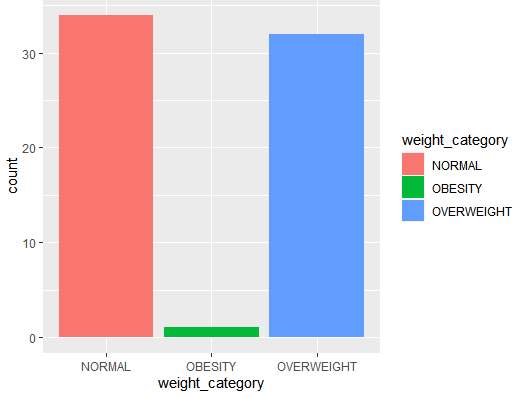 count
30
20
10
0
NORMAL OBESITY OVERWEIGHT
weight_category
weight_category
NORMAL
OBESITY
OVERWEIGHT